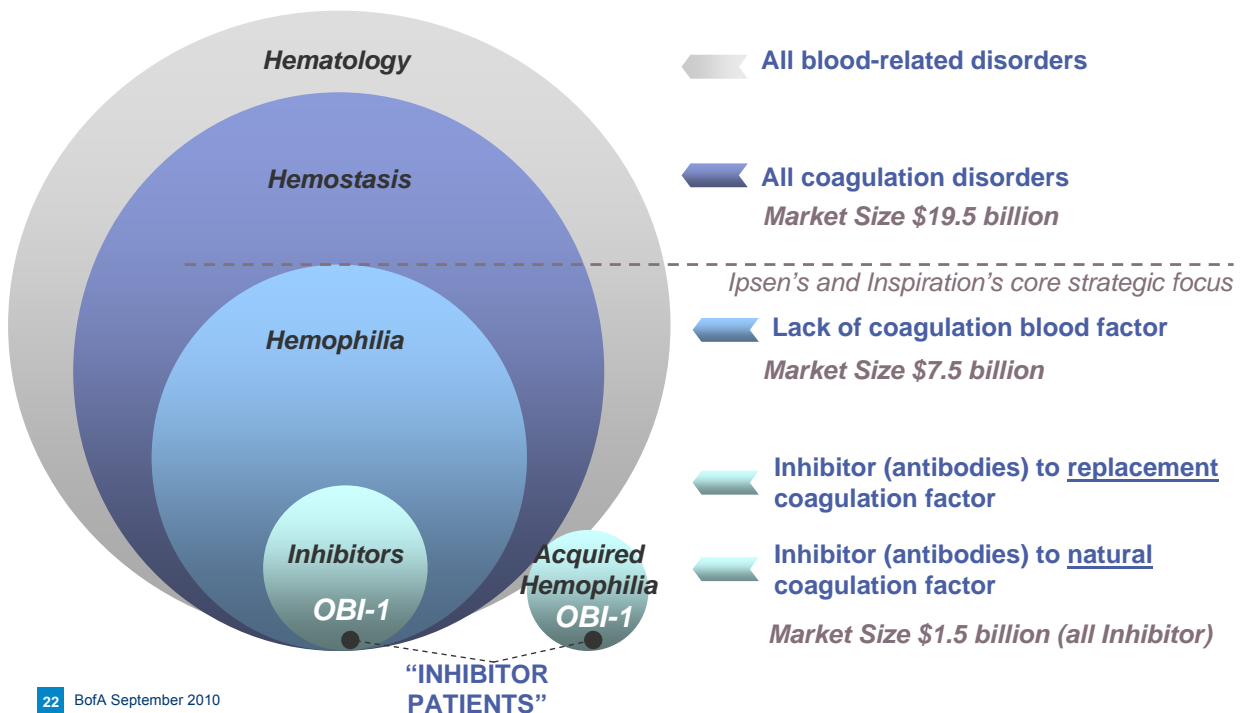 Hematology
All blood-related disorders
Hemostasis
All coagulation disorders
Market Size $19.5 billion
Ipsen’s and Inspiration’s core strategic focus
Hemophilia
Lack of coagulation blood factor
Market Size $7.5 billion
Inhibitor (antibodies) to replacement
coagulation factor
Inhibitors
OBI-1
Acquired
Hemophilia
OBI-1
Inhibitor (antibodies) to natural
coagulation factor
Market Size $1.5 billion (all Inhibitor)
“INHIBITOR
PATIENTS”
22 BofA September 2010